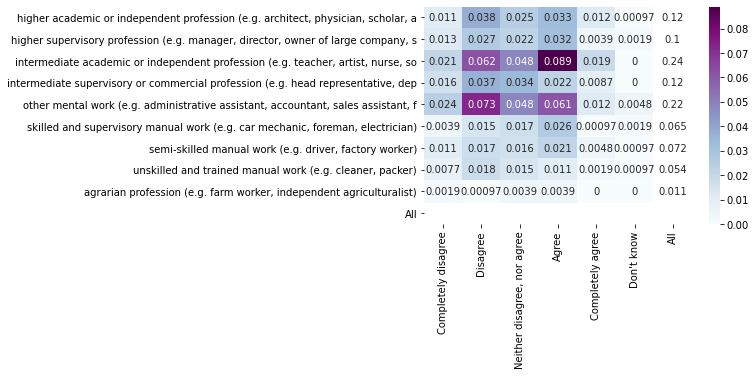 higher academic or independent profession (e.g. architect, physician, scholar, a 0.011 0.038 0.025 0.033 0.012 0.00097 0.12
higher supervisory profession (e.g. manager, director, owner of large company, s 0.013 0.027 0.022 0.032 0.0039 0.0019 0.1
intermediate academic or independent profession (e.g. teacher, artist, nurse, so 0.021 0.062 0.048 0.089 0.019 0 0.24
intermediate supervisory or commercial profession (e.g. head representative, dep 0.016 0.037 0.034 0.022 0.0087 0 0.12
other mental work (e.g. administrative assistant, accountant, sales assistant, f 0.024 0.073 0.048 0.061 0.012 0.0048 0.22
skilled and supervisory manual work (e.g. car mechanic, foreman, electrician) 0.0039 0.015 0.017 0.026 0.00097 0.0019 0.065
semi-skilled manual work (e.g. driver, factory worker) 0.011 0.017 0.016 0.021 0.0048 0.00097 0.072
unskilled and trained manual work (e.g. cleaner, packer) 0.0077 0.018 0.015 0.011 0.0019 0.00097 0.054
agrarian profession (e.g. farm worker, independent agriculturalist) 0.0019 0.00097 0.0039 0.0039 0 0 0.011
All
Completely disagree
Disagree
Neither disagree, nor agree
Agree
Completely agree
Don't know
All
0.08
0.07
0.06
0.05
0.04
0.03
0.02
0.01
0.00